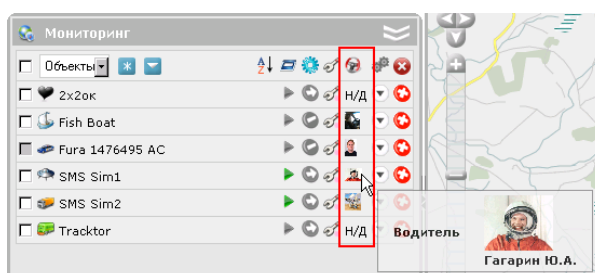 Мониторинг
Объекты
2x2ок
Н/Д
Fish Boat
Fura 1476495 AC
SMS Sim1
SMS Sim2
Tracktor
Н/Д
Водитель
Гагарин Ю.А.